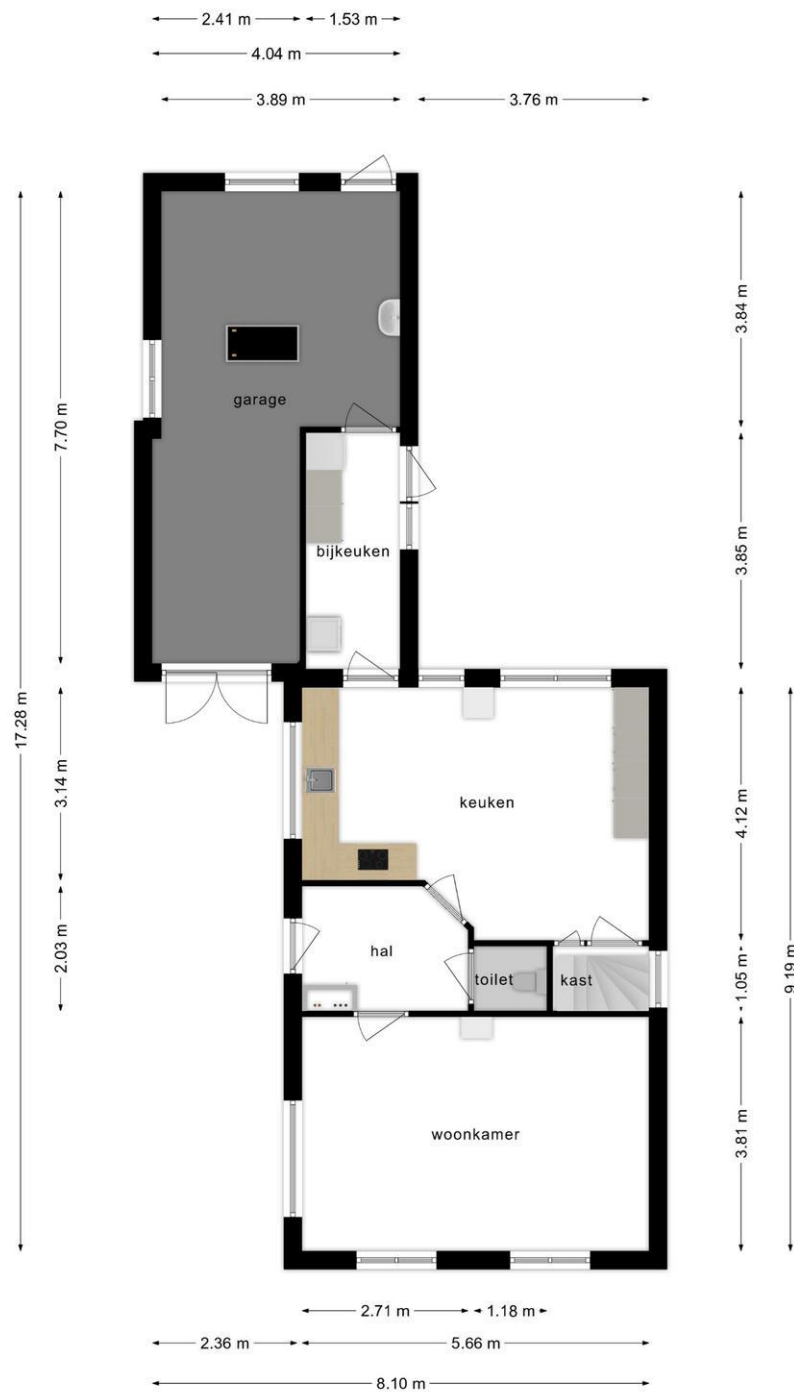 2.41 m 1.53 m
4.04 m
3.89 m 3.76 m
3.84 m
garage
7.70 m
bijkeuken
3.85 m
17.28 m
3.14 m
keuken
4.12 m
2.03 m
hal
toilet kast
1.05 m
9.19 m
woonkamer
3.81 m
2.71 m 1.18 m
2.36 m 5.66 m
8.10 m